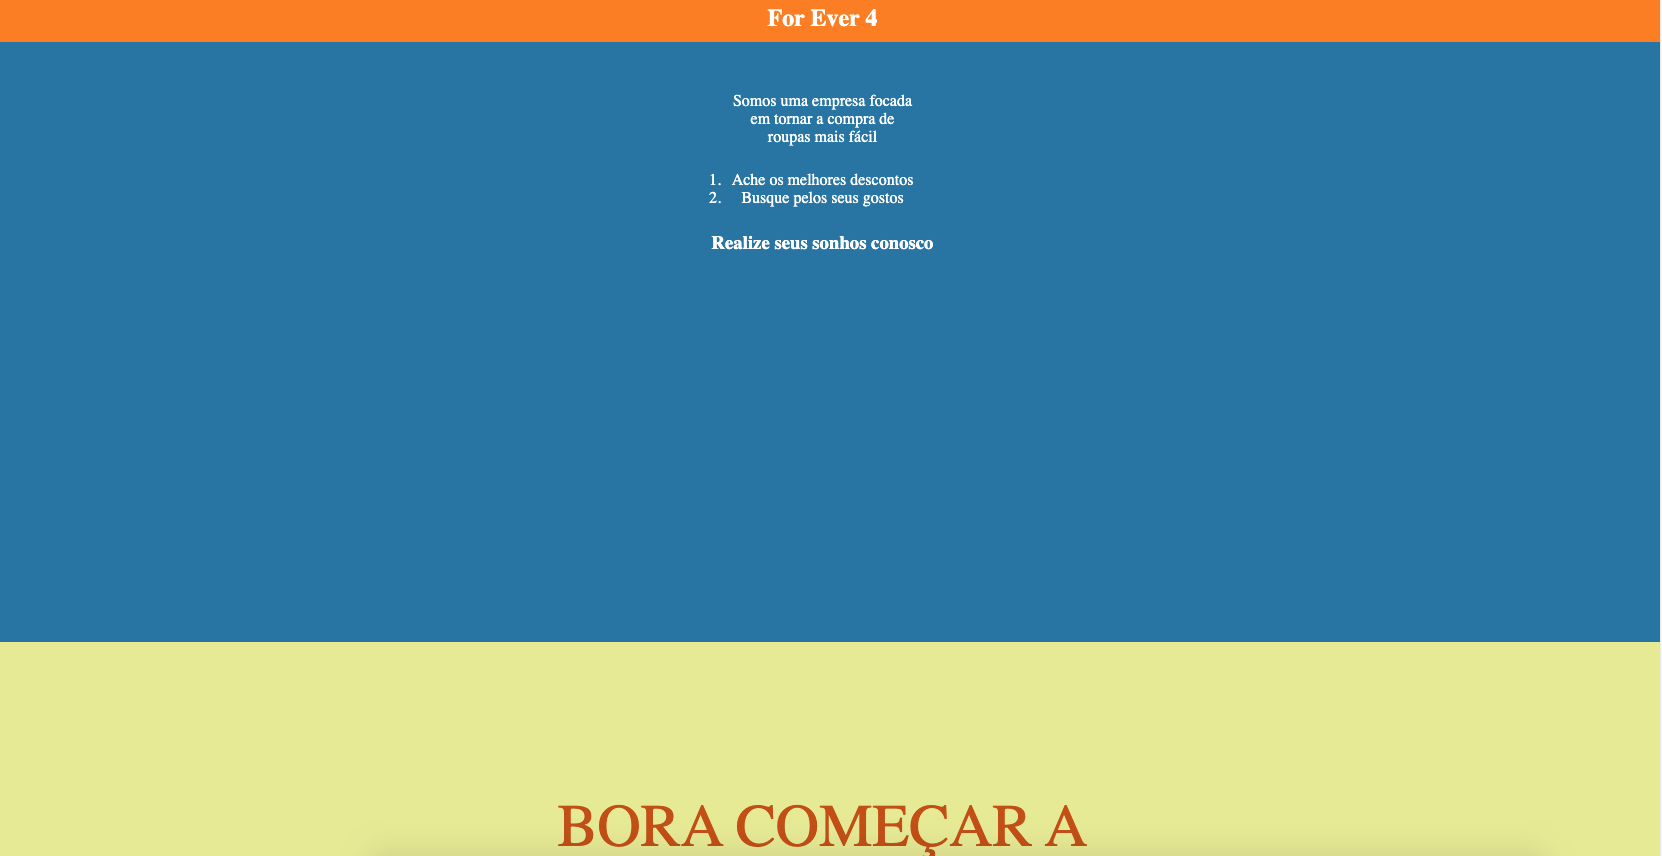 For Ever 4
Somos uma empresa focada
em tornar a compra de
roupas mais fácil
1. Ache os melhores descontos
2. Busque pelos seus gostos
Realize seus sonhos conosco
BORA COMEÇAR A